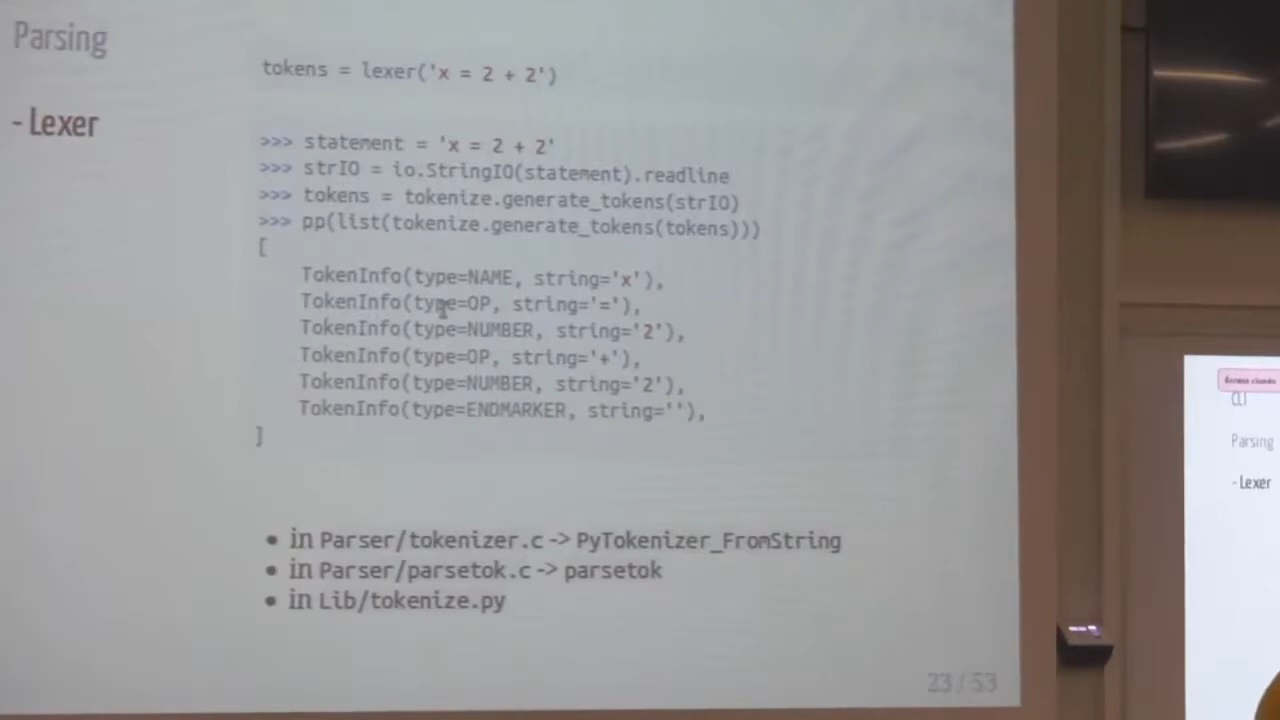 Parsing
- Lexer
tokens = lexer('x = 2 + 2')
>>> statement = 'x = 2 + 2'
>>> strIO = io.StringIO(statement).readline
>>> tokens = tokenize.generate_tokens(strIO)
>>> pp(list(tokenize.generate_tokens(tokens)))
[
TokenInfo(type=NAME, string='x'),
TokenInfo(type=OP, string='='),
TokenInfo(type=NUMBER, string='2'),
TokenInfo(type=OP, string='+'),
TokenInfo(type=NUMBER, string='2'),
TokenInfo(type=ENDMARKER, string=''),
]
• in Parser/tokenizer.c -> PyTokenizer_FromString
• in Parser/parsetok.c -> parsetok
• in Lib/tokenize.py
23 / 53
CLI
Parsing
- Lexer